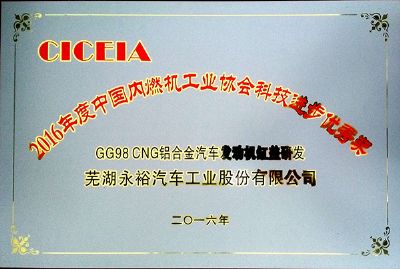 CICEIA
2016年度中国内燃机工业协会科技进步优秀奖
GG98 CNG铝合金汽车发动机缸盖研发
芜湖永裕汽车工业股份有限公司
二〇一六年